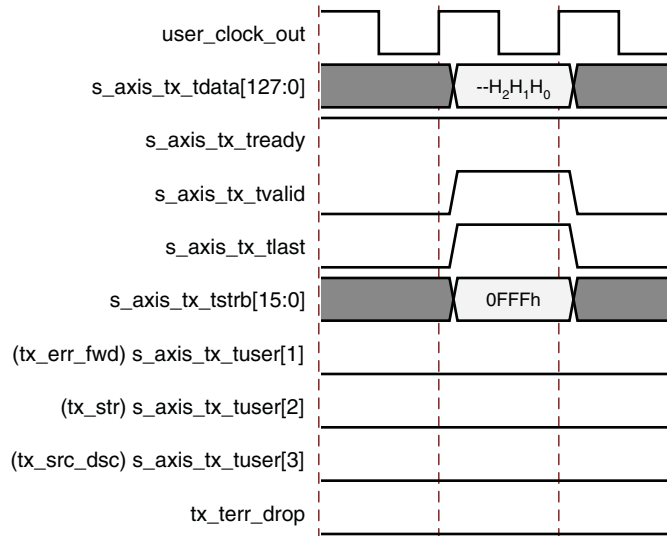 user_clock_out
s_axis_tx_tdata[127:0]
--H₂H₁H₀
s_axis_tx_tready
s_axis_tx_tvalid
s_axis_tx_tlast
s_axis_tx_tstrb[15:0]
0FFFh
(tx_err_fwd) s_axis_tx_tuser[1]
(tx_str) s_axis_tx_tuser[2]
(tx_src_dsc) s_axis_tx_tuser[3]
tx_terr_drop